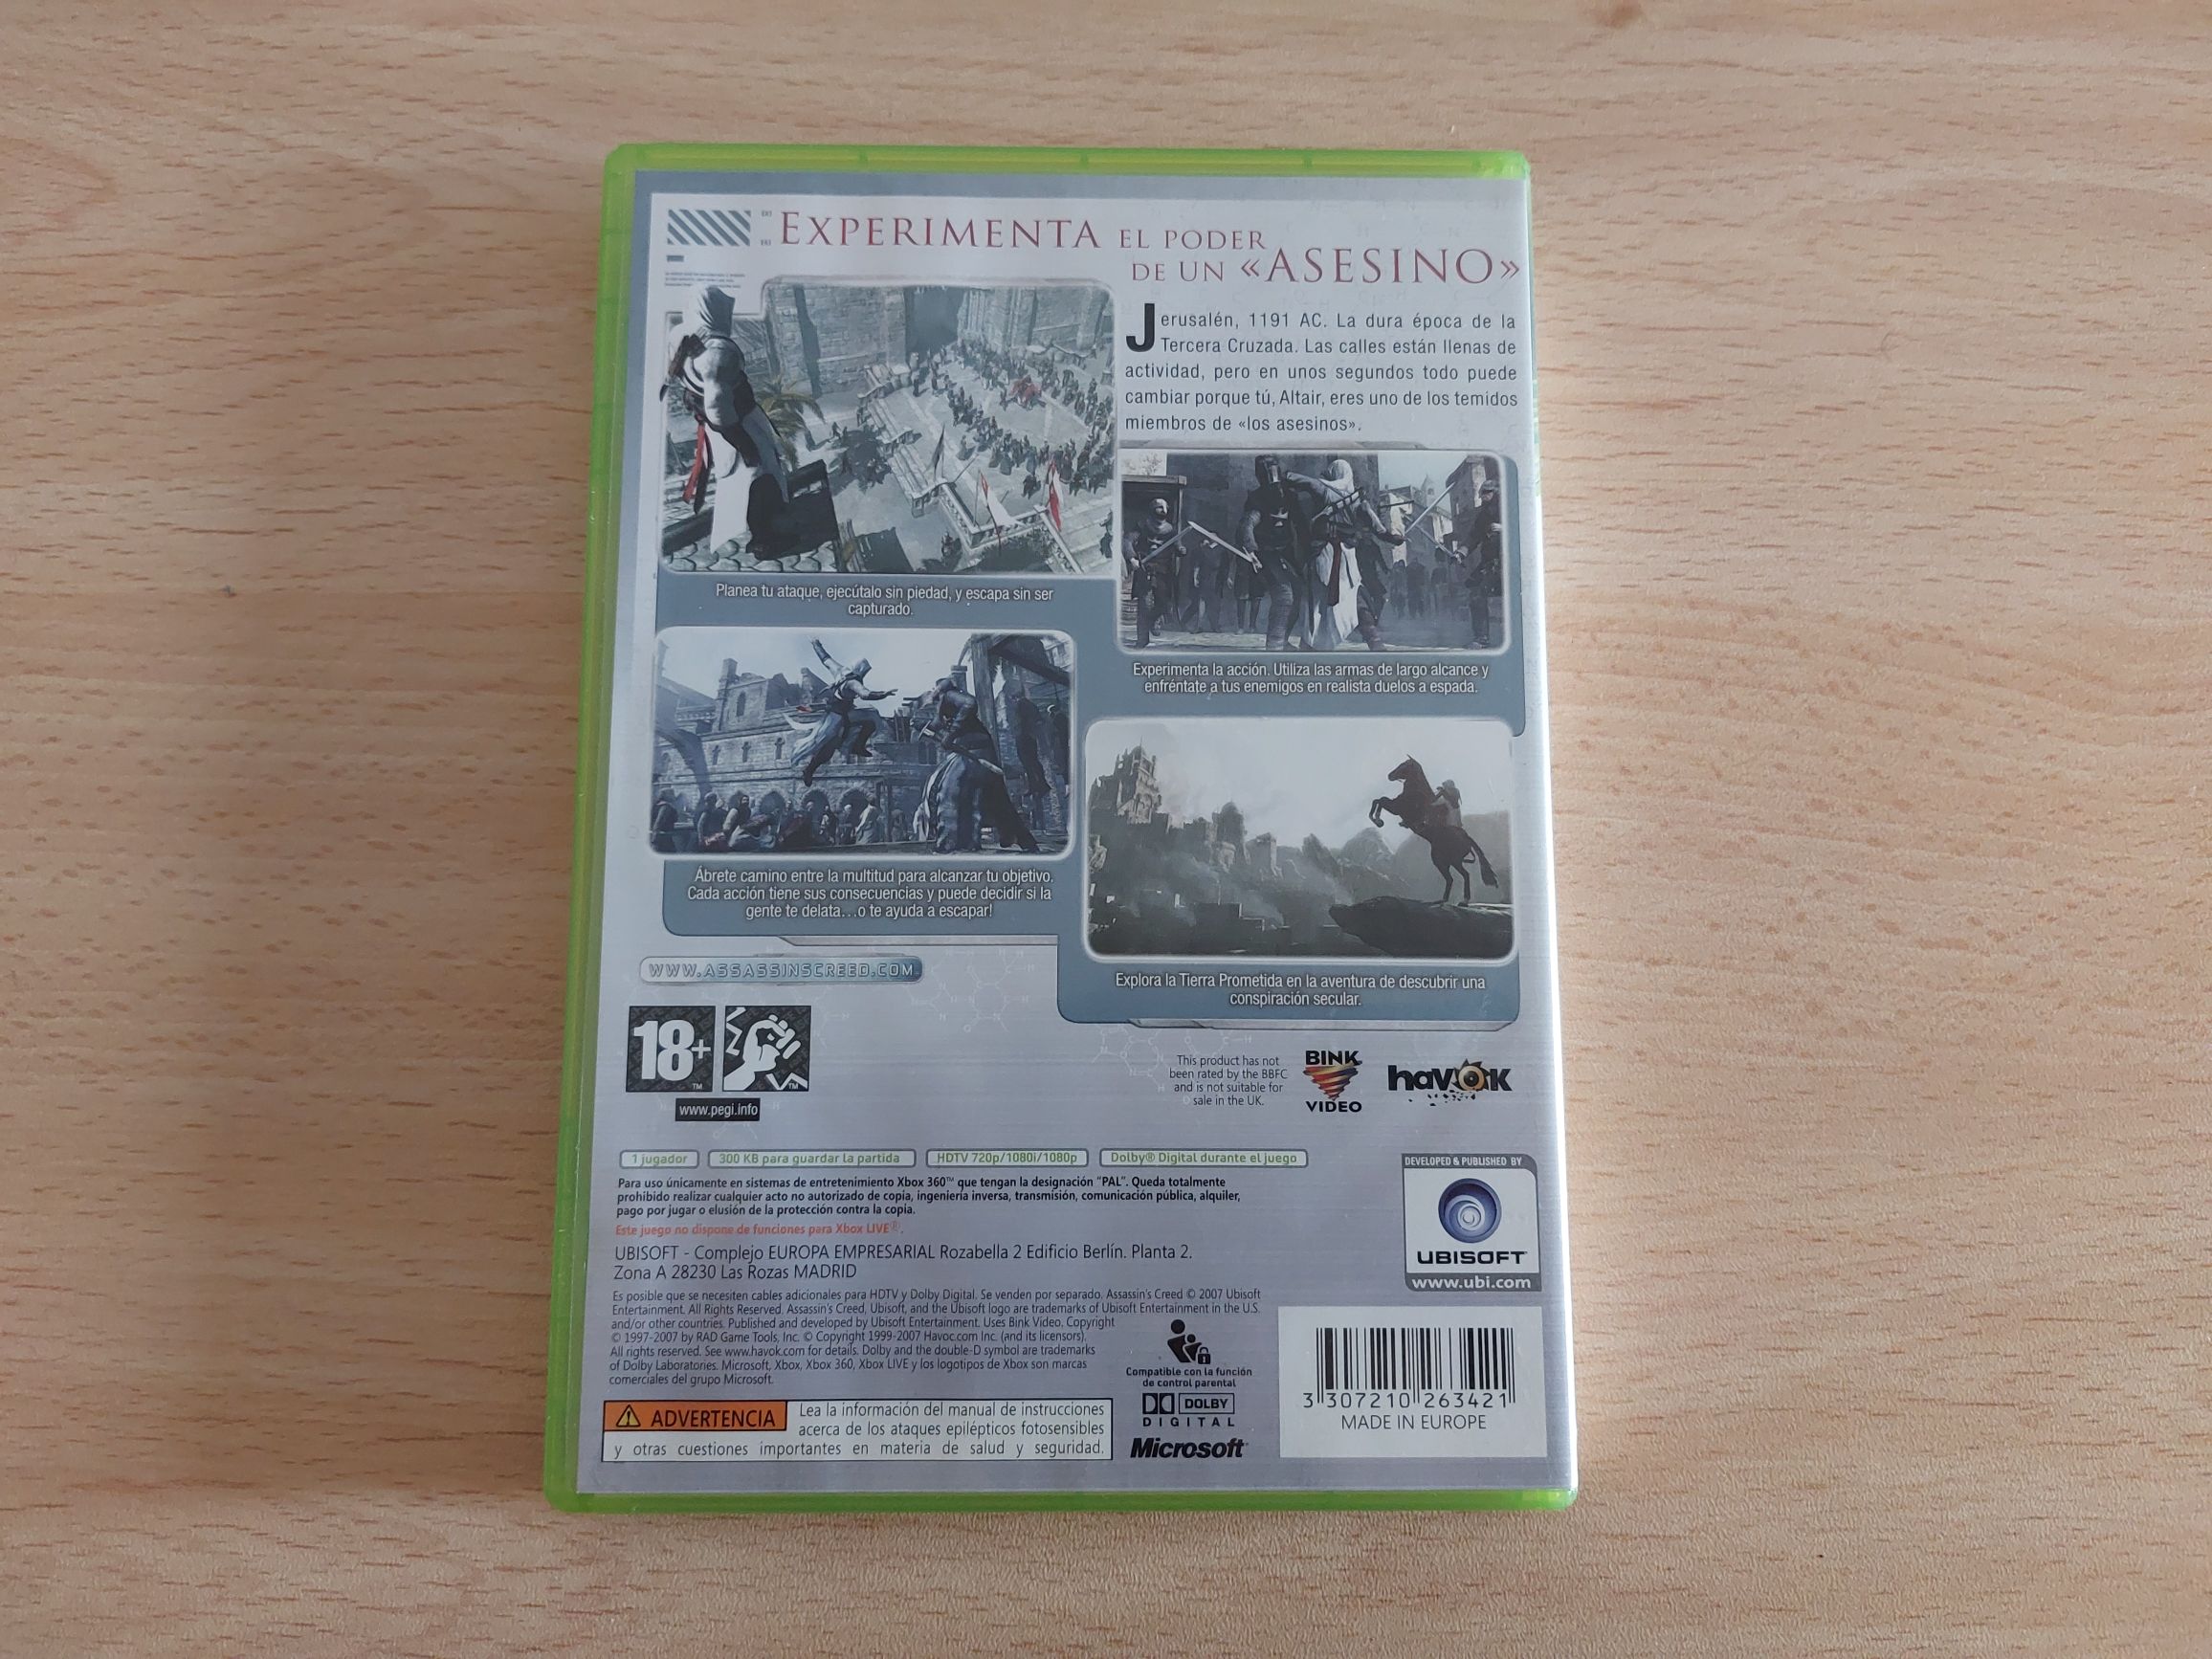 EXPERIMENTA EL PODER
DE UN «ASESINO»
Jerusalén, 1191 AC. La dura época de la
Tercera Cruzada. Las calles están llenas de
actividad, pero en unos segundos todo puede
cambiar porque tú, Altair, eres uno de los temidos
miembros de «los asesinos».
Planea tu ataque, ejecútalo sin piedad, y escapa sin ser
capturado.
Experimenta la acción. Utiliza las armas de largo alcance y
enfréntate a tus enemigos en realista duelos a espada.
Ábrete camino entre la multitud para alcanzar tu objetivo.
Cada acción tiene sus consecuencias y puede decidir si la
gente te delata...o te ayuda a escapar!
Explora la Tierra Prometida en la aventura de descubrir una
conspiración secular.
WWW.ASSASSINSCREED.COM
18+
TM
TM
www.pegi.info
This product has not
been rated by the BBFC
and is not suitable for
sale in the UK.
BINK
VIDEO
havok
1 jugador
300 KB para guardar la partida
HDTV 720p/1080i/1080p
Dolby® Digital durante el juego
Para uso únicamente en sistemas de entretenimiento Xbox 360™ que tengan la designación "PAL". Queda totalmente
prohibido realizar cualquier acto no autorizado de copia, ingeniería inversa, transmisión, comunicación pública, alquiler,
pago por jugar o elusión de la protección contra la copia.
Este juego no dispone de funciones para Xbox LIVE®.
UBISOFT - Complejo EUROPA EMPRESARIAL Rozabella 2 Edificio Berlín. Planta 2.
Zona A 28230 Las Rozas MADRID
DEVELOPED & PUBLISHED BY
UBISOFT
www.ubi.com
Es posible que se necesiten cables adicionales para HDTV y Dolby Digital. Se venden por separado. Assassin's Creed © 2007 Ubisoft
Entertainment. All Rights Reserved. Assassin's Creed, Ubisoft, and the Ubisoft logo are trademarks of Ubisoft Entertainment in the U.S.
and/or other countries. Published and developed by Ubisoft Entertainment. Uses Bink Video. Copyright
© 1997-2007 by RAD Game Tools, Inc. © Copyright 1999-2007 Havoc.com Inc. (and its licensors).
All rights reserved. See www.havok.com for details. Dolby and the double-D symbol are trademarks
of Dolby Laboratories. Microsoft, Xbox, Xbox 360, Xbox LIVE y los logotipos de Xbox son marcas
comerciales del grupo Microsoft.
Compatible con la función
de control parental
DOLBY
DIGITAL
Microsoft
ADVERTENCIA
Lea la información del manual de instrucciones
acerca de los ataques epilépticos fotosensibles
y otras cuestiones importantes en materia de salud y seguridad.
3 307210 263421
MADE IN EUROPE